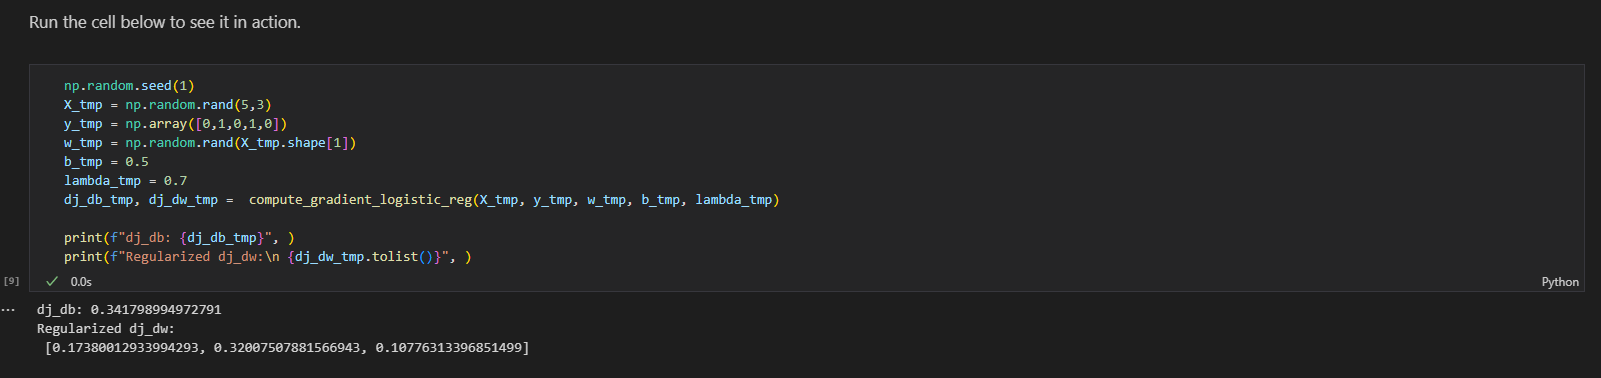 Run the cell below to see it in action.
np.random.seed(1)
X_tmp = np.random.rand(5,3)
y_tmp = np.array([0,1,0,1,0])
w_tmp = np.random.rand(X_tmp.shape[1])
b_tmp = 0.5
lambda_tmp = 0.7
dj_db_tmp, dj_dw_tmp =  compute_gradient_logistic_reg(X_tmp, y_tmp, w_tmp, b_tmp, lambda_tmp)
print(f"dj_db: {dj_db_tmp}", )
print(f"Regularized dj_dw:\n {dj_dw_tmp.tolist()}", )
[9] ✓ 0.0s Python
... dj_db: 0.341798994972791
Regularized dj_dw:
[0.17380012933994293, 0.32007507881566943, 0.10776313396851499]